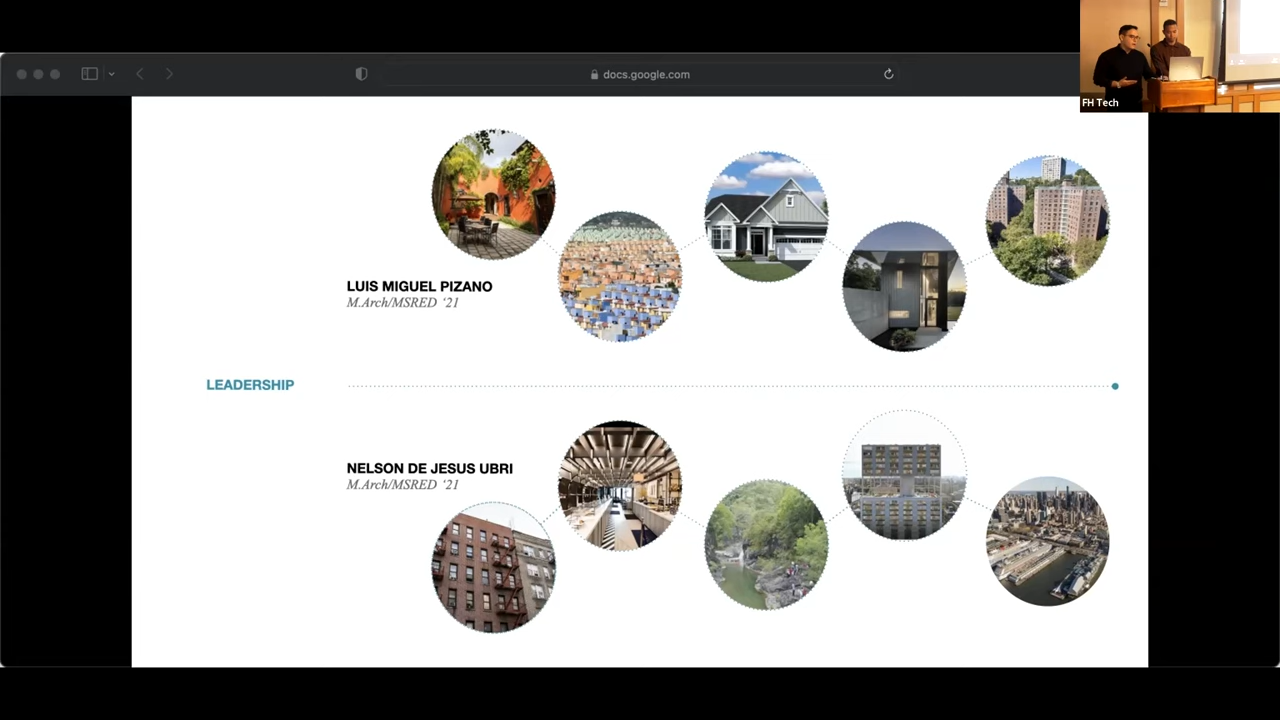 docs.google.com
FH Tech
LUIS MIGUEL PIZANO
M.Arch/MSRED ‘21
LEADERSHIP
NELSON DE JESUS UBRI
M.Arch/MSRED ‘21